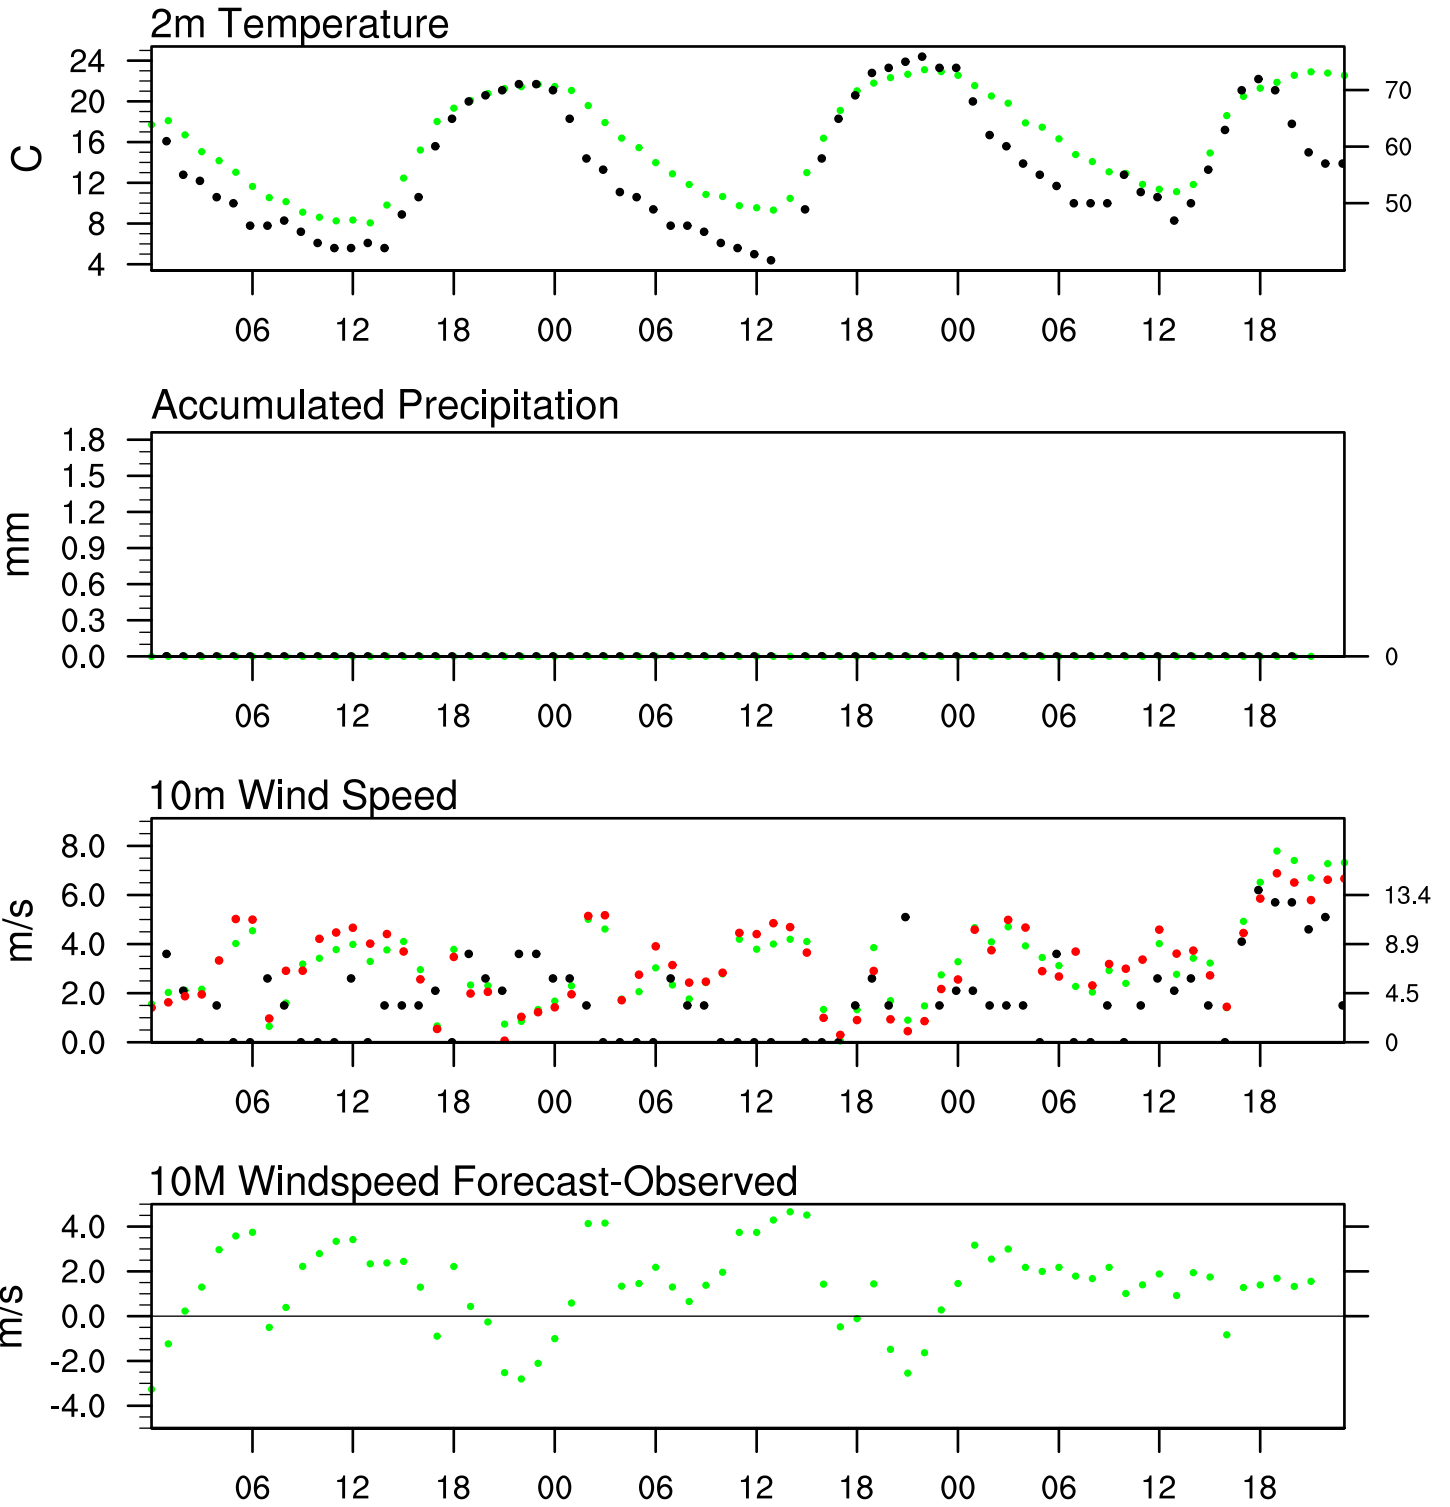 2m Temperature
24
20
16
12
8
4
C
70
60
50
06 12 18 00 06 12 18 00 06 12 18
Accumulated Precipitation
1.8
1.5
1.2
0.9
0.6
0.3
0.0
mm
0
06 12 18 00 06 12 18 00 06 12 18
10m Wind Speed
8.0
6.0
4.0
2.0
0.0
m/s
13.4
8.9
4.5
0
06 12 18 00 06 12 18 00 06 12 18
10M Windspeed Forecast-Observed
4.0
2.0
0.0
-2.0
-4.0
m/s
06 12 18 00 06 12 18 00 06 12 18